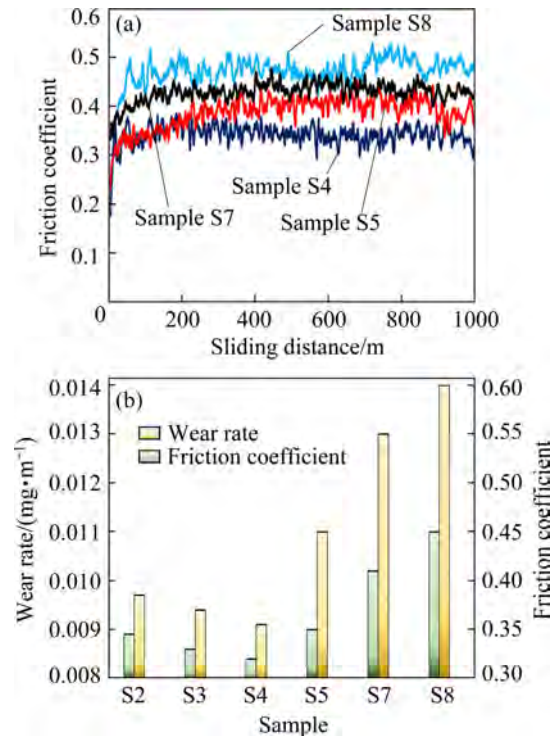 (a)
0.6
0.5
0.4
0.3
0.2
0.1
0
Friction coefficient
Sample S8
Sample S4
Sample S7
Sample S5
200
400
600
800
1000
Sliding distance/m
(b)
0.014
0.013
0.012
0.011
0.010
0.009
0.008
Wear rate/(mg•m⁻¹)
Wear rate
Friction coefficient
0.60
0.55
0.50
0.45
0.40
0.35
0.30
Friction coefficient
S2 S3 S4 S5 S7 S8
Sample